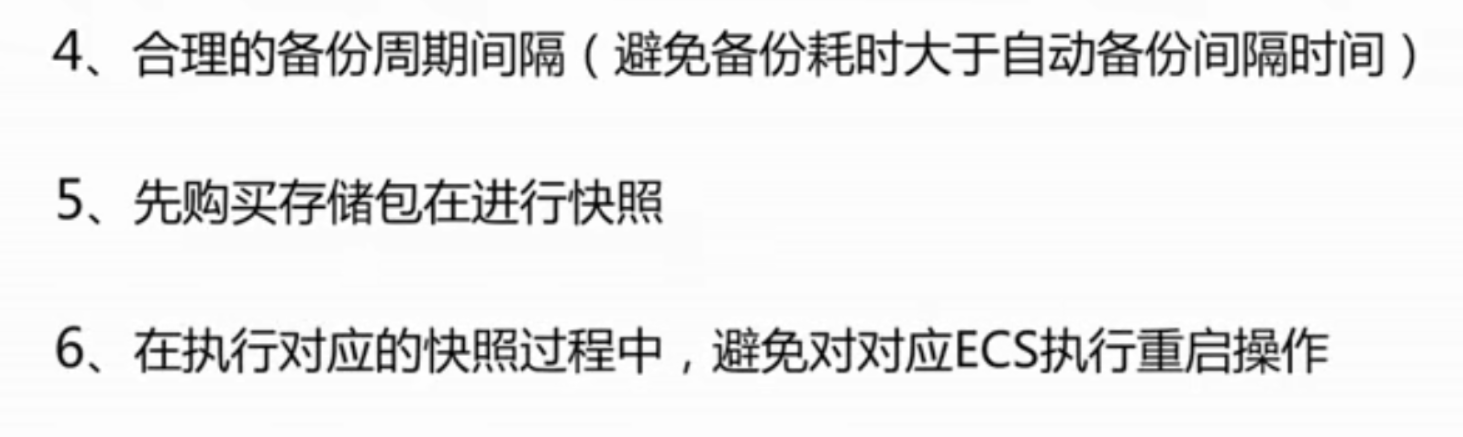 4、合理的备份周期间隔（避免备份耗时大于自动备份间隔时间）
5、先购买存储包在进行快照
6、在执行对应的快照过程中，避免对对应ECS执行重启操作